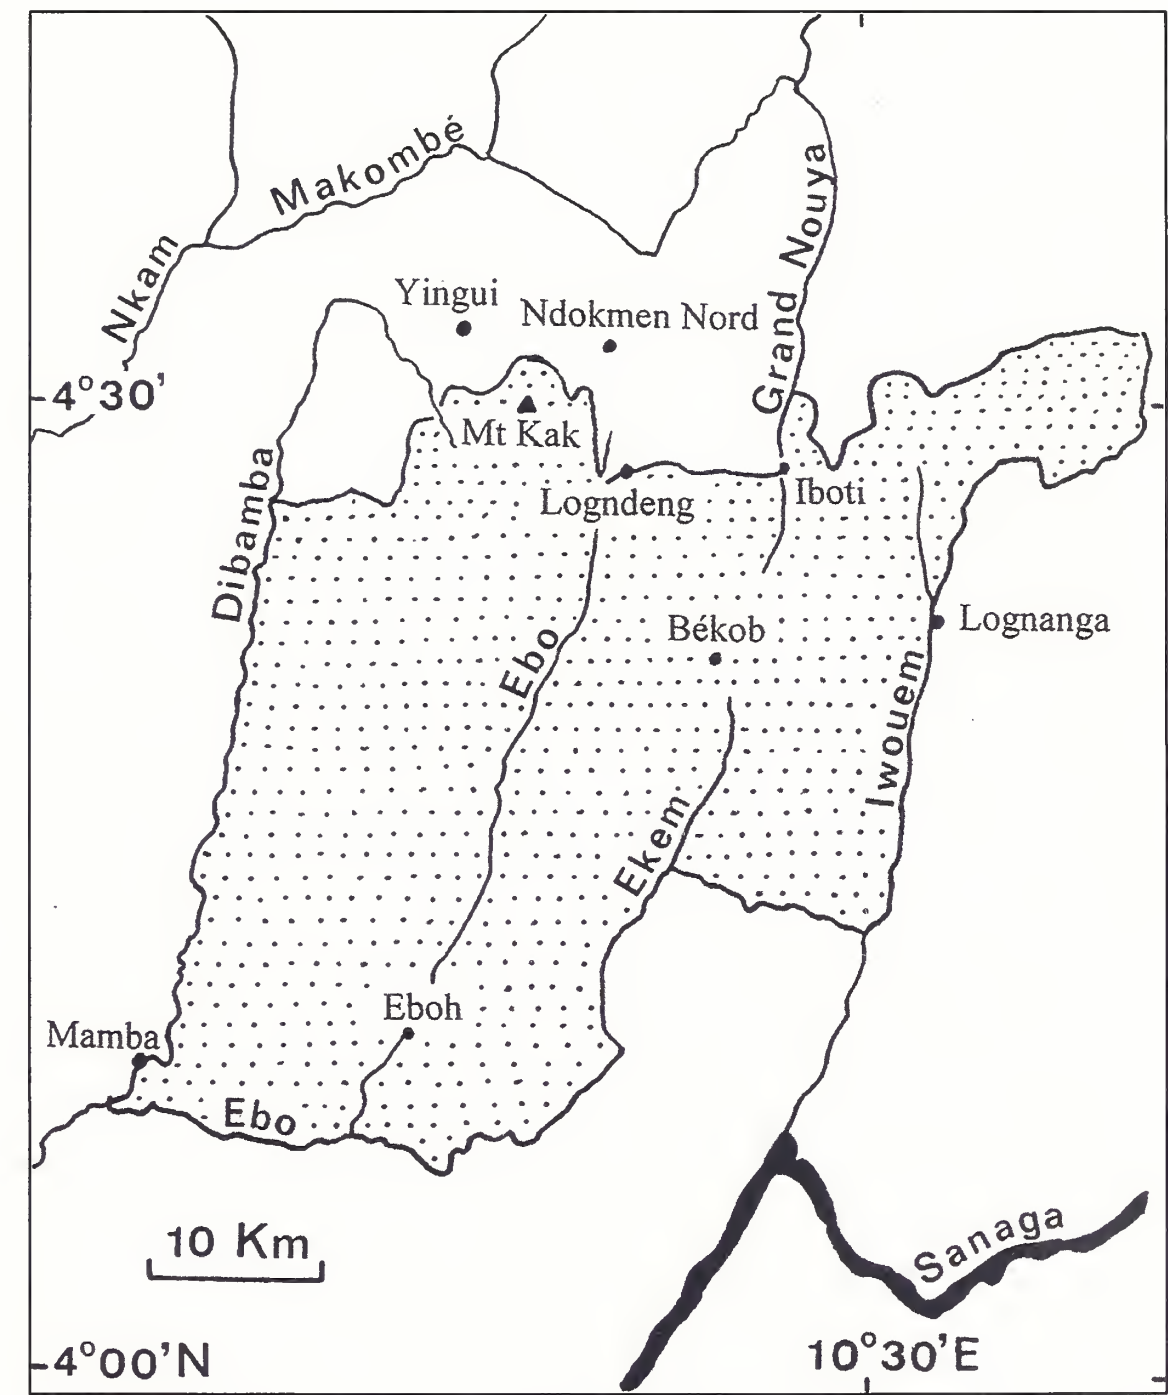 Makombé
Nkam
Grand Nouya
Yingui
Ndokmen Nord
4°30'
Mt Kak
Dibamba
Logndeng
Iboti
Ebo
Békob
Lognanga
Iwouem
Ekem
Eboh
Mamba
Ebo
10 Km
Sanaga
4°00'N
10°30'E